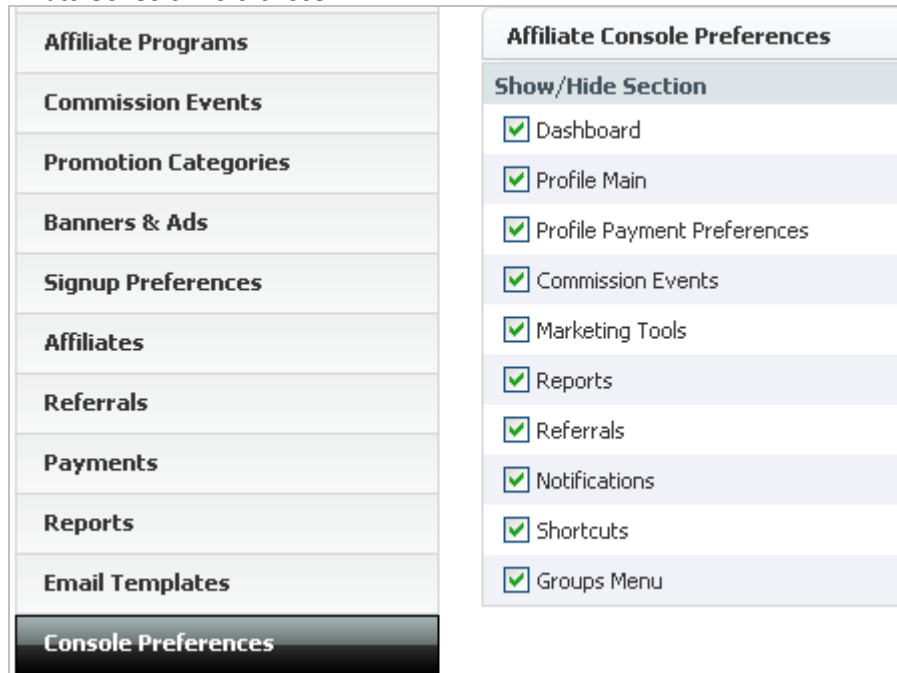 Affiliate Programs
Commission Events
Promotion Categories
Banners & Ads
Signup Preferences
Affiliates
Referrals
Payments
Reports
Email Templates
Console Preferences
Affiliate Console Preferences
Show/Hide Section
Dashboard
Profile Main
Profile Payment Preferences
Commission Events
Marketing Tools
Reports
Referrals
Notifications
Shortcuts
Groups Menu